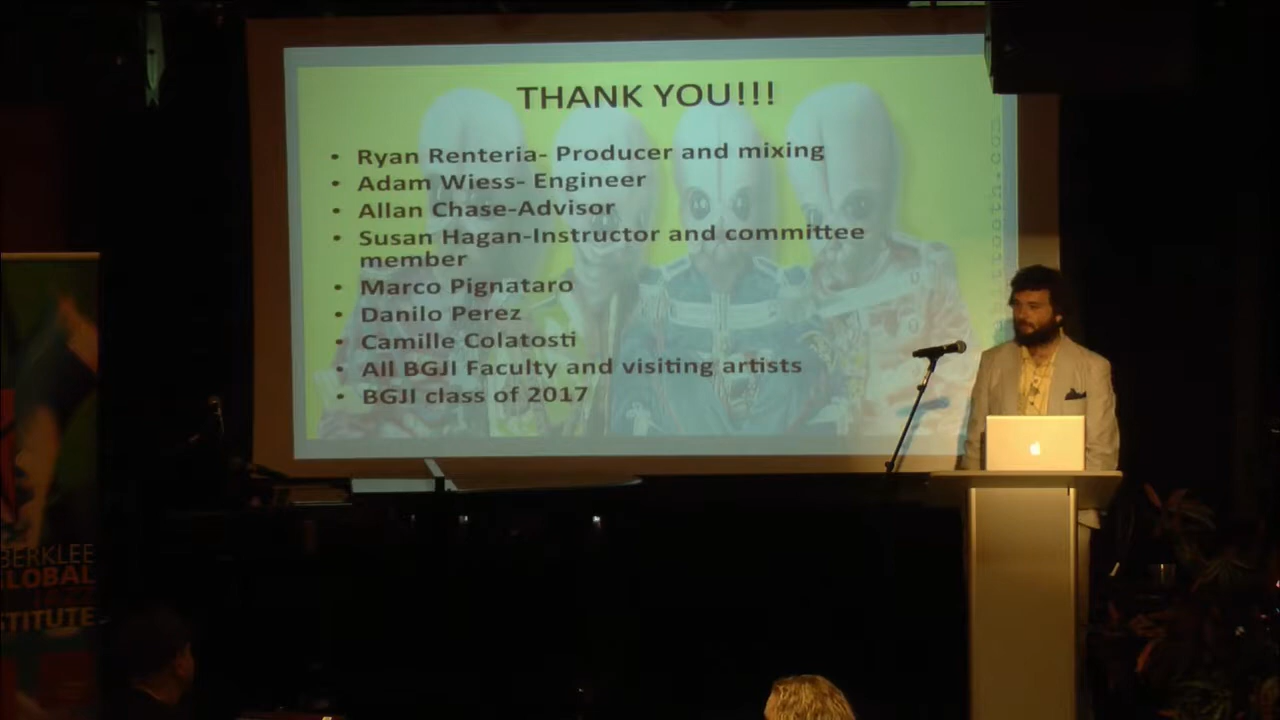 THANK YOU!!!
• Ryan Renteria- Producer and mixing
• Adam Wiess- Engineer
• Allan Chase-Advisor
• Susan Hagan-Instructor and committee
member
• Marco Pignataro
• Danilo Perez
• Camille Colatosti
• All BGJI Faculty and visiting artists
• BGJI class of 2017
BERKLEE
GLOBAL
JAZZ
STITUTE